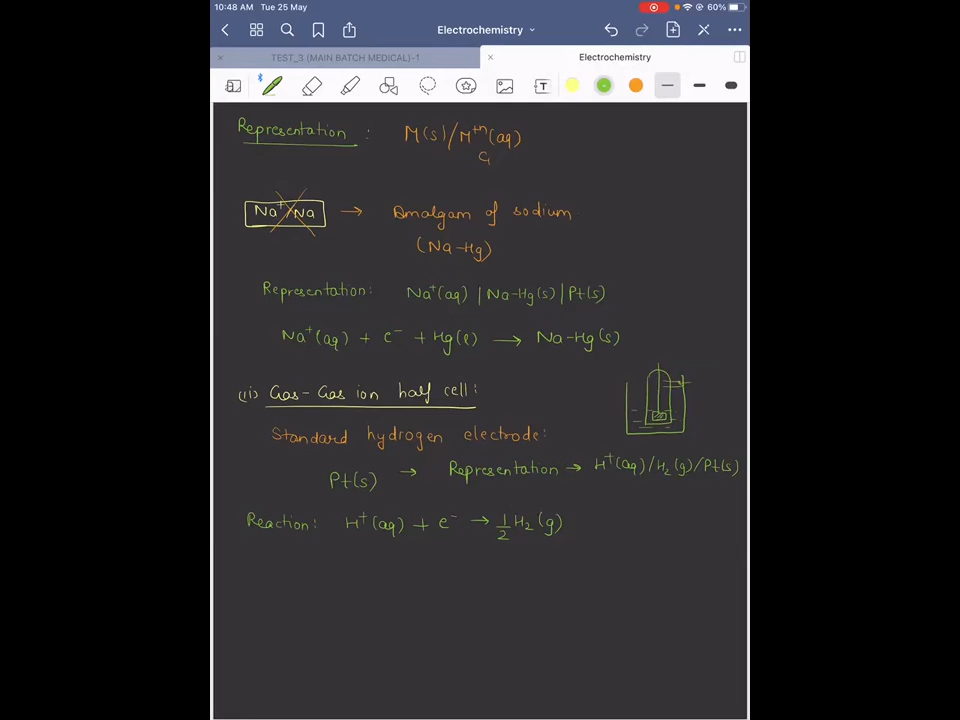 10:48 AM Tue 25 May 60%
Electrochemistry
TEST_3 (MAIN BATCH MEDICAL)-1
Electrochemistry
Representation : M(s)/M⁺ⁿ(aq)
C₁
Na⁺/Na → Amalgam of sodium
(Na-Hg)
Representation: Na⁺(aq) | Na-Hg(s) | Pt(s)
Na⁺(aq) + e⁻ + Hg(l) → Na-Hg(s)
(ii) Gas-Gas ion half cell:
Standard hydrogen electrode:
Pt(s) → Representation → H⁺(aq)/H₂(g)/Pt(s)
Reaction: H⁺(aq) + e⁻ → 1/2 H₂(g)